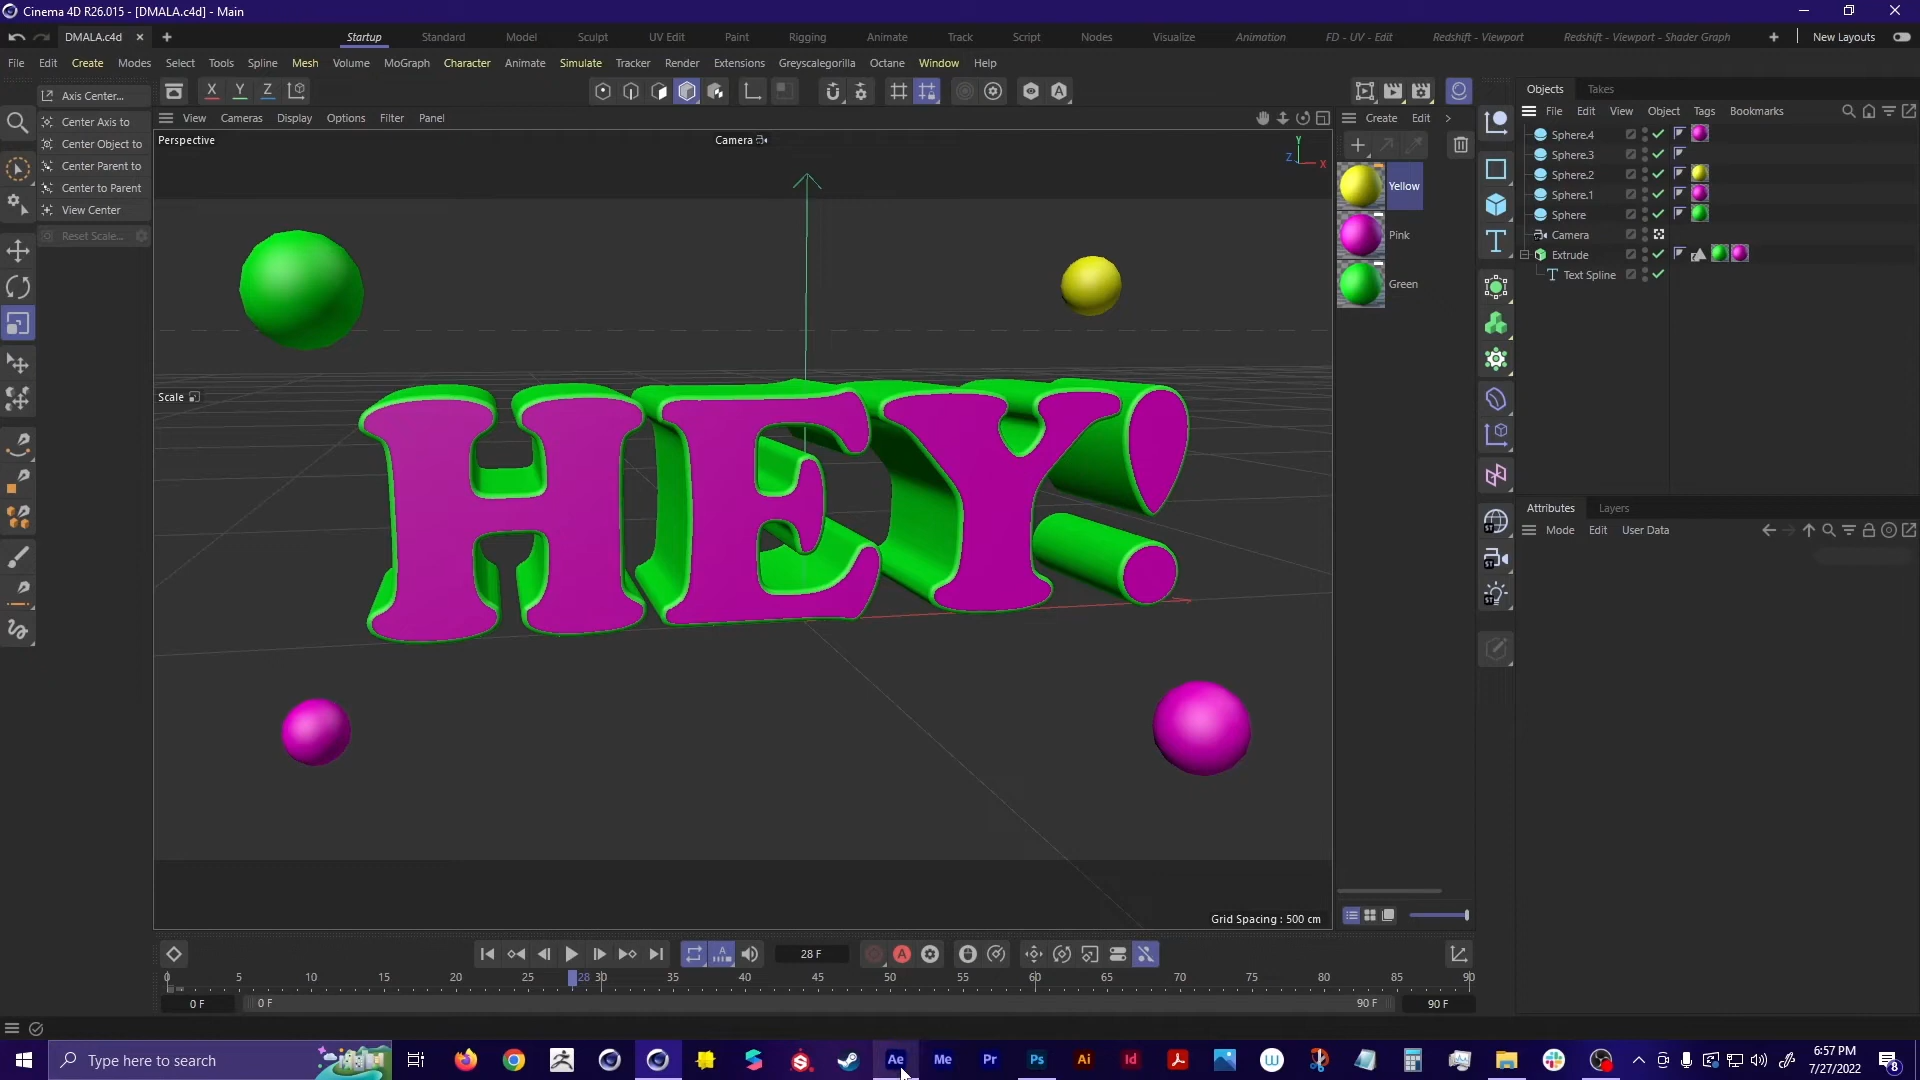 Cinema 4D R26.015 - [DMALA.c4d] - Main
DMALA.c4d
Startup Standard Model Sculpt UV Edit Paint Rigging Animate Track Script Nodes Visualize Animation FD - UV - Edit Redshift - Viewport Redshift - Viewport - Shader Graph New Layouts
File Edit Create Modes Select Tools Spline Mesh Volume MoGraph Character Animate Simulate Tracker Render Extensions Greyscalegorilla Octane Window Help
Axis Center...
Center Axis to
Center Object to
Center Parent to
Center to Parent
View Center
Reset Scale...
X Y Z
View Cameras Display Options Filter Panel
Perspective
Camera
Y
Z X
Scale
HEY!
Grid Spacing : 500 cm
Create Edit
Yellow
Pink
Green
Objects Takes
File Edit View Object Tags Bookmarks
Sphere.4
Sphere.3
Sphere.2
Sphere.1
Sphere
Camera
Extrude
Text Spline
Attributes Layers
Mode Edit User Data
28 F
0 5 10 15 20 25 28 30 35 40 45 50 55 60 65 70 75 80 85 90
0 F 0 F 90 F 90 F
Type here to search
Ae Me Pr Ps Ai Id
6:57 PM
7/27/2022
8